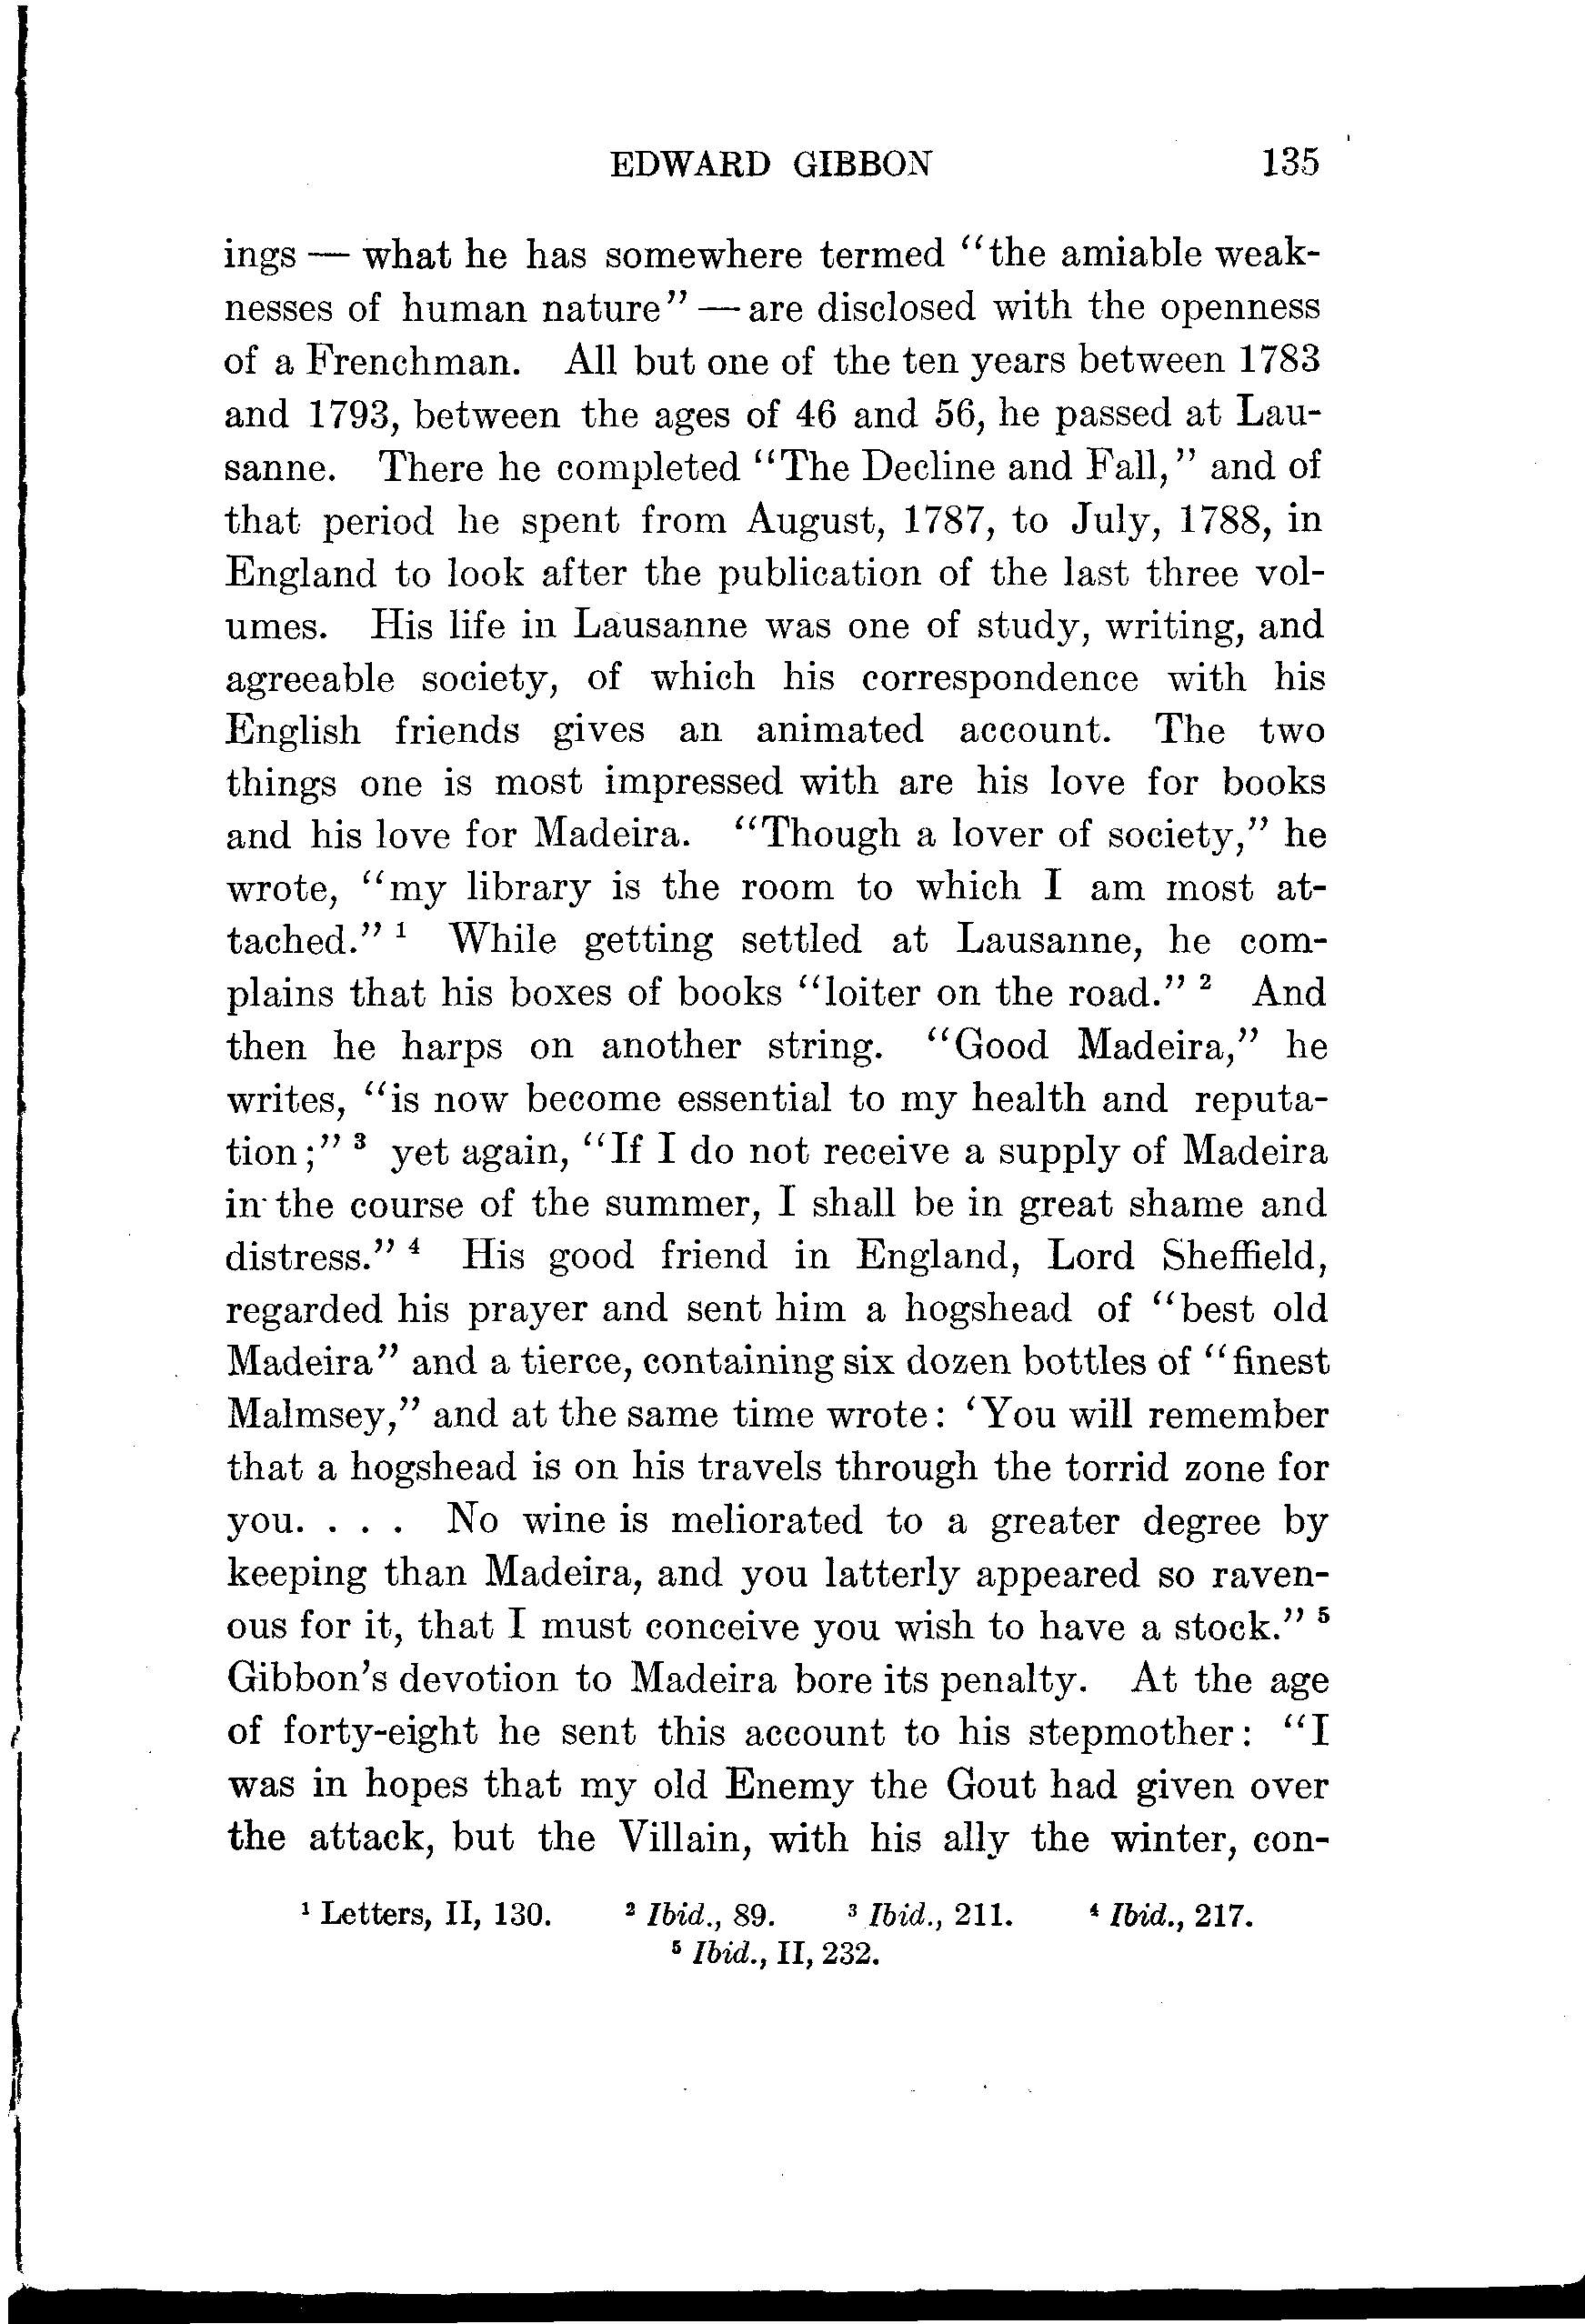 EDWARD GIBBON 135
ings — what he has somewhere termed "the amiable weak-
nesses of human nature" — are disclosed with the openness
of a Frenchman. All but one of the ten years between 1783
and 1793, between the ages of 46 and 56, he passed at Lau-
sanne. There he completed "The Decline and Fall," and of
that period he spent from August, 1787, to July, 1788, in
England to look after the publication of the last three vol-
umes. His life in Lausanne was one of study, writing, and
agreeable society, of which his correspondence with his
English friends gives an animated account. The two
things one is most impressed with are his love for books
and his love for Madeira. "Though a lover of society," he
wrote, "my library is the room to which I am most at-
tached." ¹ While getting settled at Lausanne, he com-
plains that his boxes of books "loiter on the road." ² And
then he harps on another string. "Good Madeira," he
writes, "is now become essential to my health and reputa-
tion;" ³ yet again, "If I do not receive a supply of Madeira
in the course of the summer, I shall be in great shame and
distress." ⁴ His good friend in England, Lord Sheffield,
regarded his prayer and sent him a hogshead of "best old
Madeira" and a tierce, containing six dozen bottles of "finest
Malmsey," and at the same time wrote: 'You will remember
that a hogshead is on his travels through the torrid zone for
you. . . . No wine is meliorated to a greater degree by
keeping than Madeira, and you latterly appeared so raven-
ous for it, that I must conceive you wish to have a stock." ⁵
Gibbon's devotion to Madeira bore its penalty. At the age
of forty-eight he sent this account to his stepmother: "I
was in hopes that my old Enemy the Gout had given over
the attack, but the Villain, with his ally the winter, con-
¹ Letters, II, 130. ² Ibid., 89. ³ Ibid., 211. ⁴ Ibid., 217.
⁵ Ibid., II, 232.